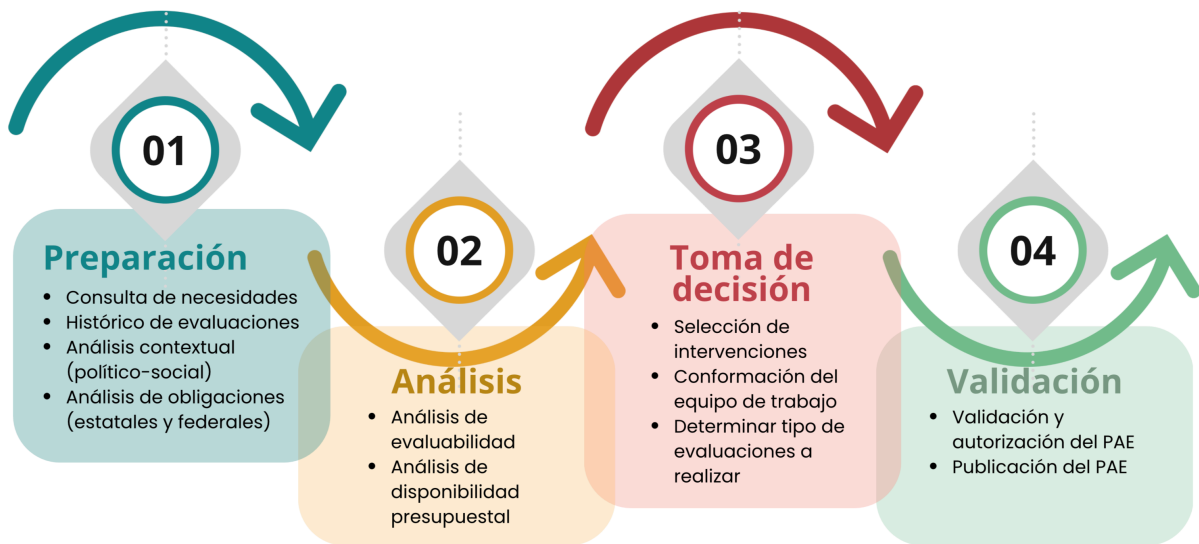 01
Preparación
• Consulta de necesidades
• Histórico de evaluaciones
• Análisis contextual
(político-social)
• Análisis de obligaciones
(estatales y federales)
02
Análisis
• Análisis de
evaluabilidad
• Análisis de
disponibilidad
presupuestal
03
Toma de
decisión
• Selección de
intervenciones
• Conformación del
equipo de trabajo
• Determinar tipo de
evaluaciones a
realizar
04
Validación
• Validación y
autorización del PAE
• Publicación del PAE